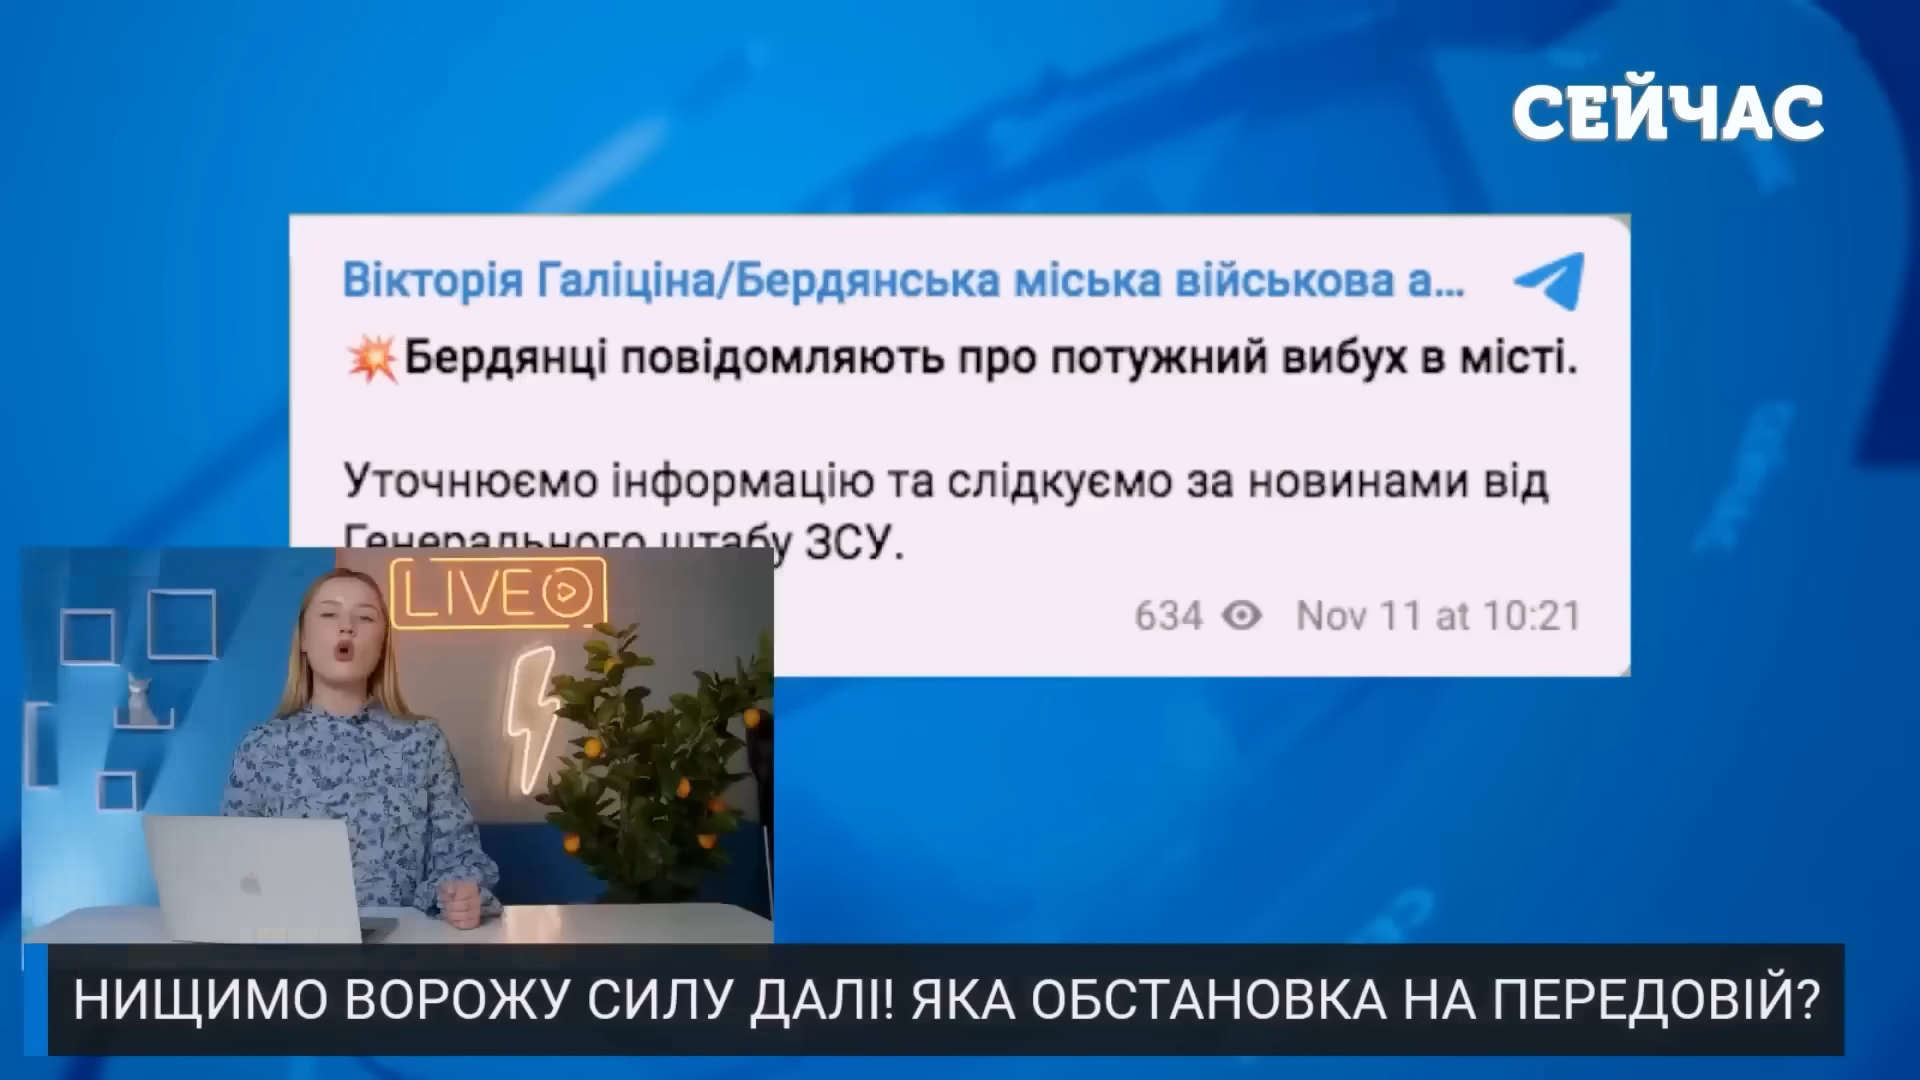 СЕЙЧАС
Вікторія Галіціна/Бердянська міська військова а...
💥Бердянці повідомляють про потужний вибух в місті.
Уточнюємо інформацію та слідкуємо за новинами від
Генерального штабу ЗСУ.
634 Nov 11 at 10:21
LIVE
НИЩИМО ВОРОЖУ СИЛУ ДАЛІ! ЯКА ОБСТАНОВКА НА ПЕРЕДОВІЙ?